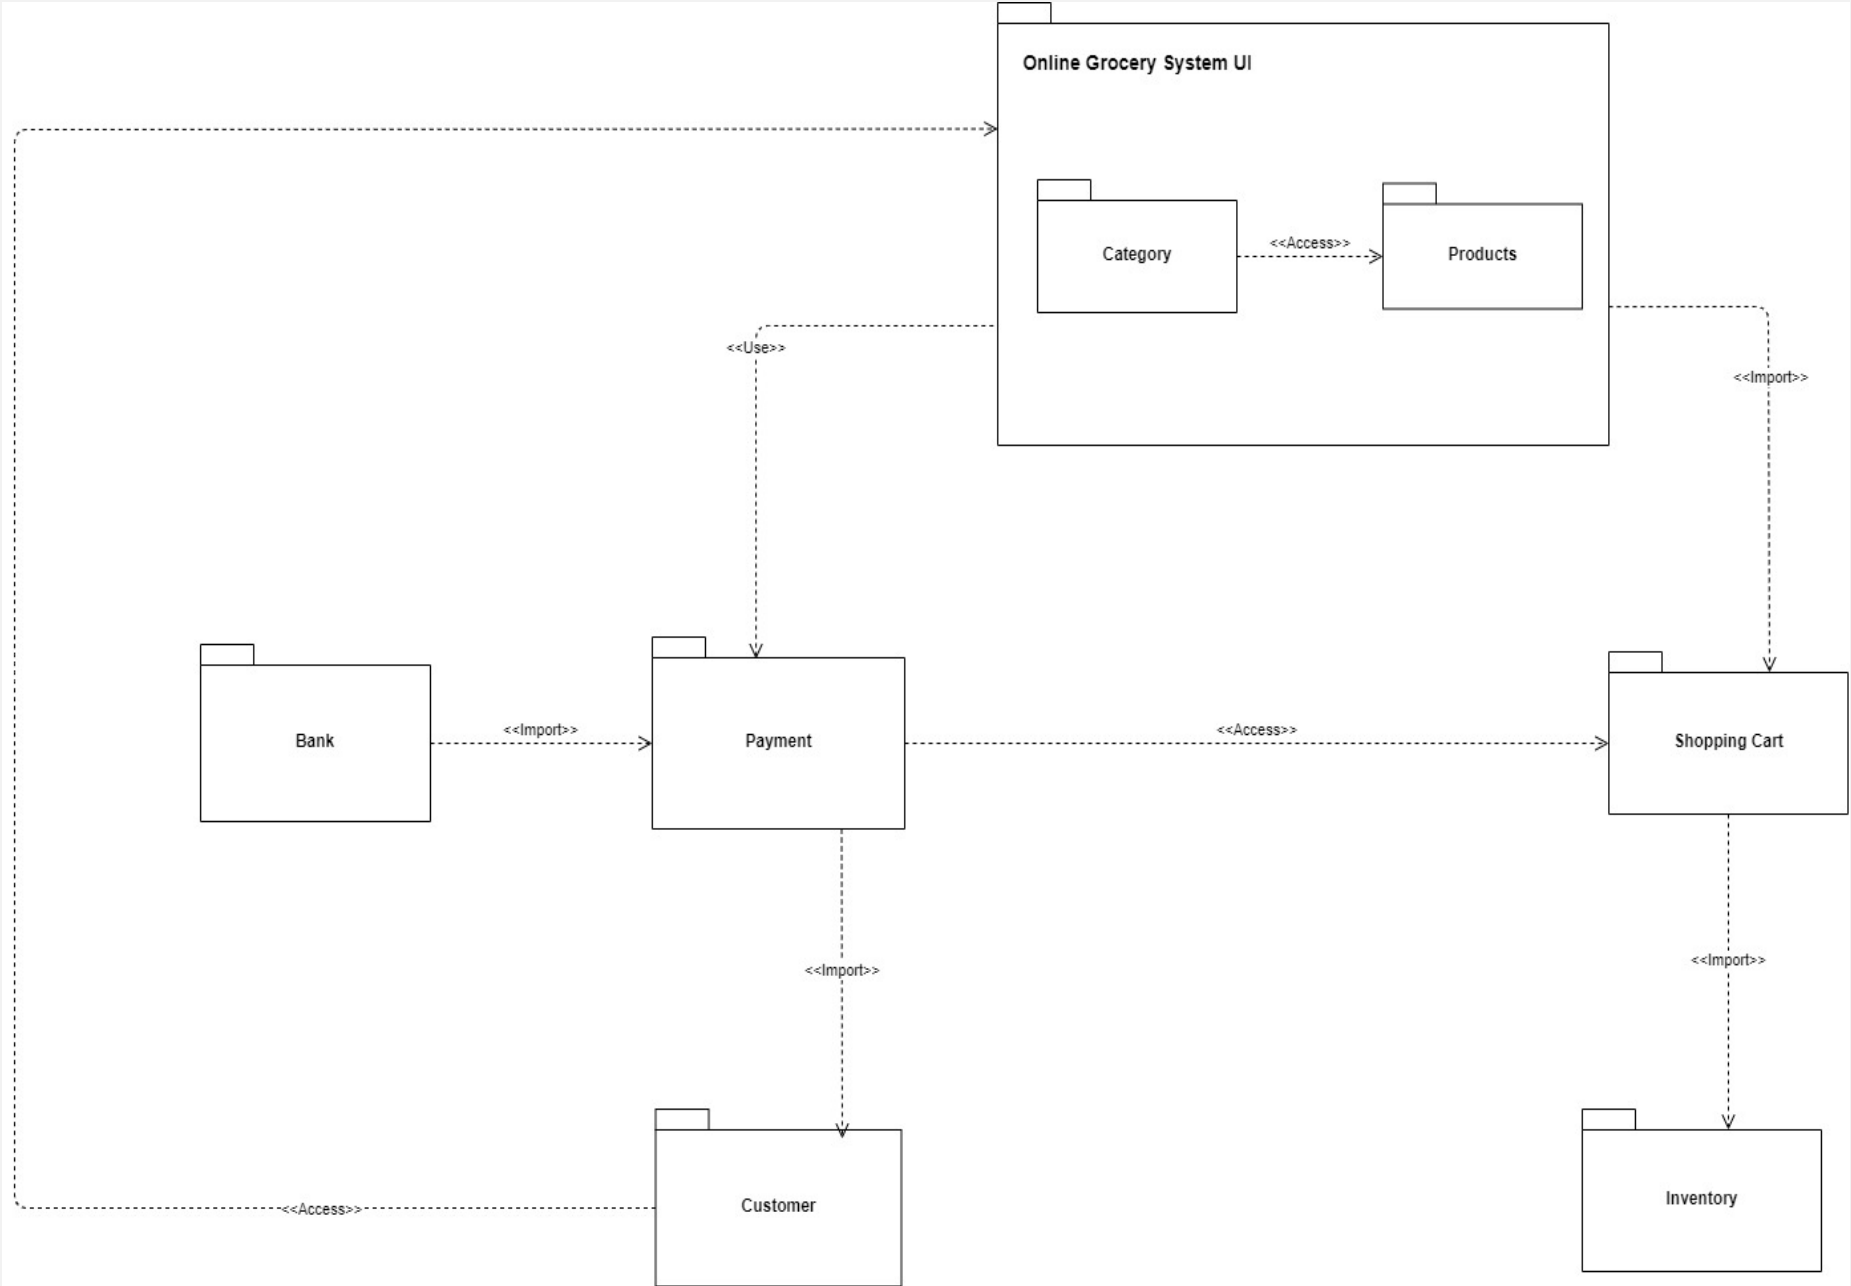 Online Grocery System UI
Category
<<Access>>
Products
<<Use>>
<<Import>>
Bank
<<Import>>
Payment
<<Access>>
Shopping Cart
<<Import>>
<<Import>>
Customer
<<Access>>
Inventory